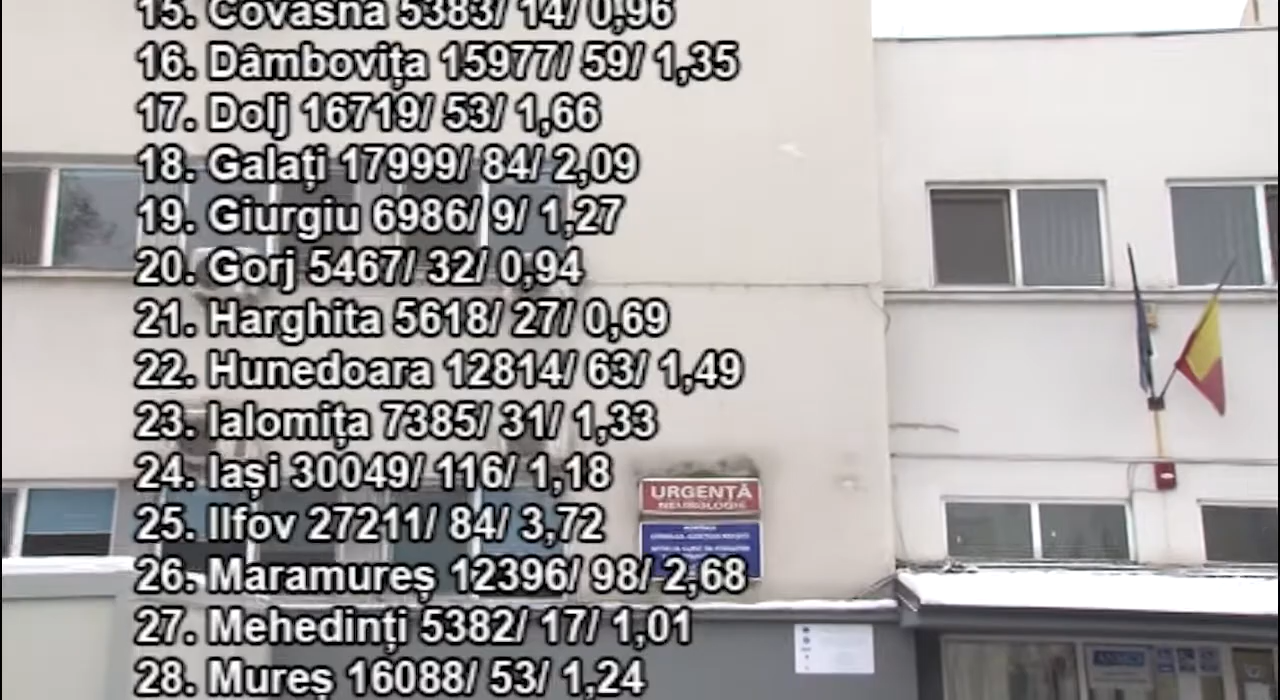 15. Covasna 5383/ 14/ 0,96
16. Dâmbovița 15977/ 59/ 1,35
17. Dolj 16719/ 53/ 1,66
18. Galați 17999/ 84/ 2,09
19. Giurgiu 6986/ 9/ 1,27
20. Gorj 5467/ 32/ 0,94
21. Harghita 5618/ 27/ 0,69
22. Hunedoara 12814/ 63/ 1,49
23. Ialomița 7385/ 31/ 1,33
24. Iași 30049/ 116/ 1,18
25. Ilfov 27211/ 84/ 3,72
26. Maramureș 12396/ 98/ 2,68
27. Mehedinți 5382/ 17/ 1,01
28. Mureș 16088/ 53/ 1,24
URGENȚĂ
NEUROLOGIE